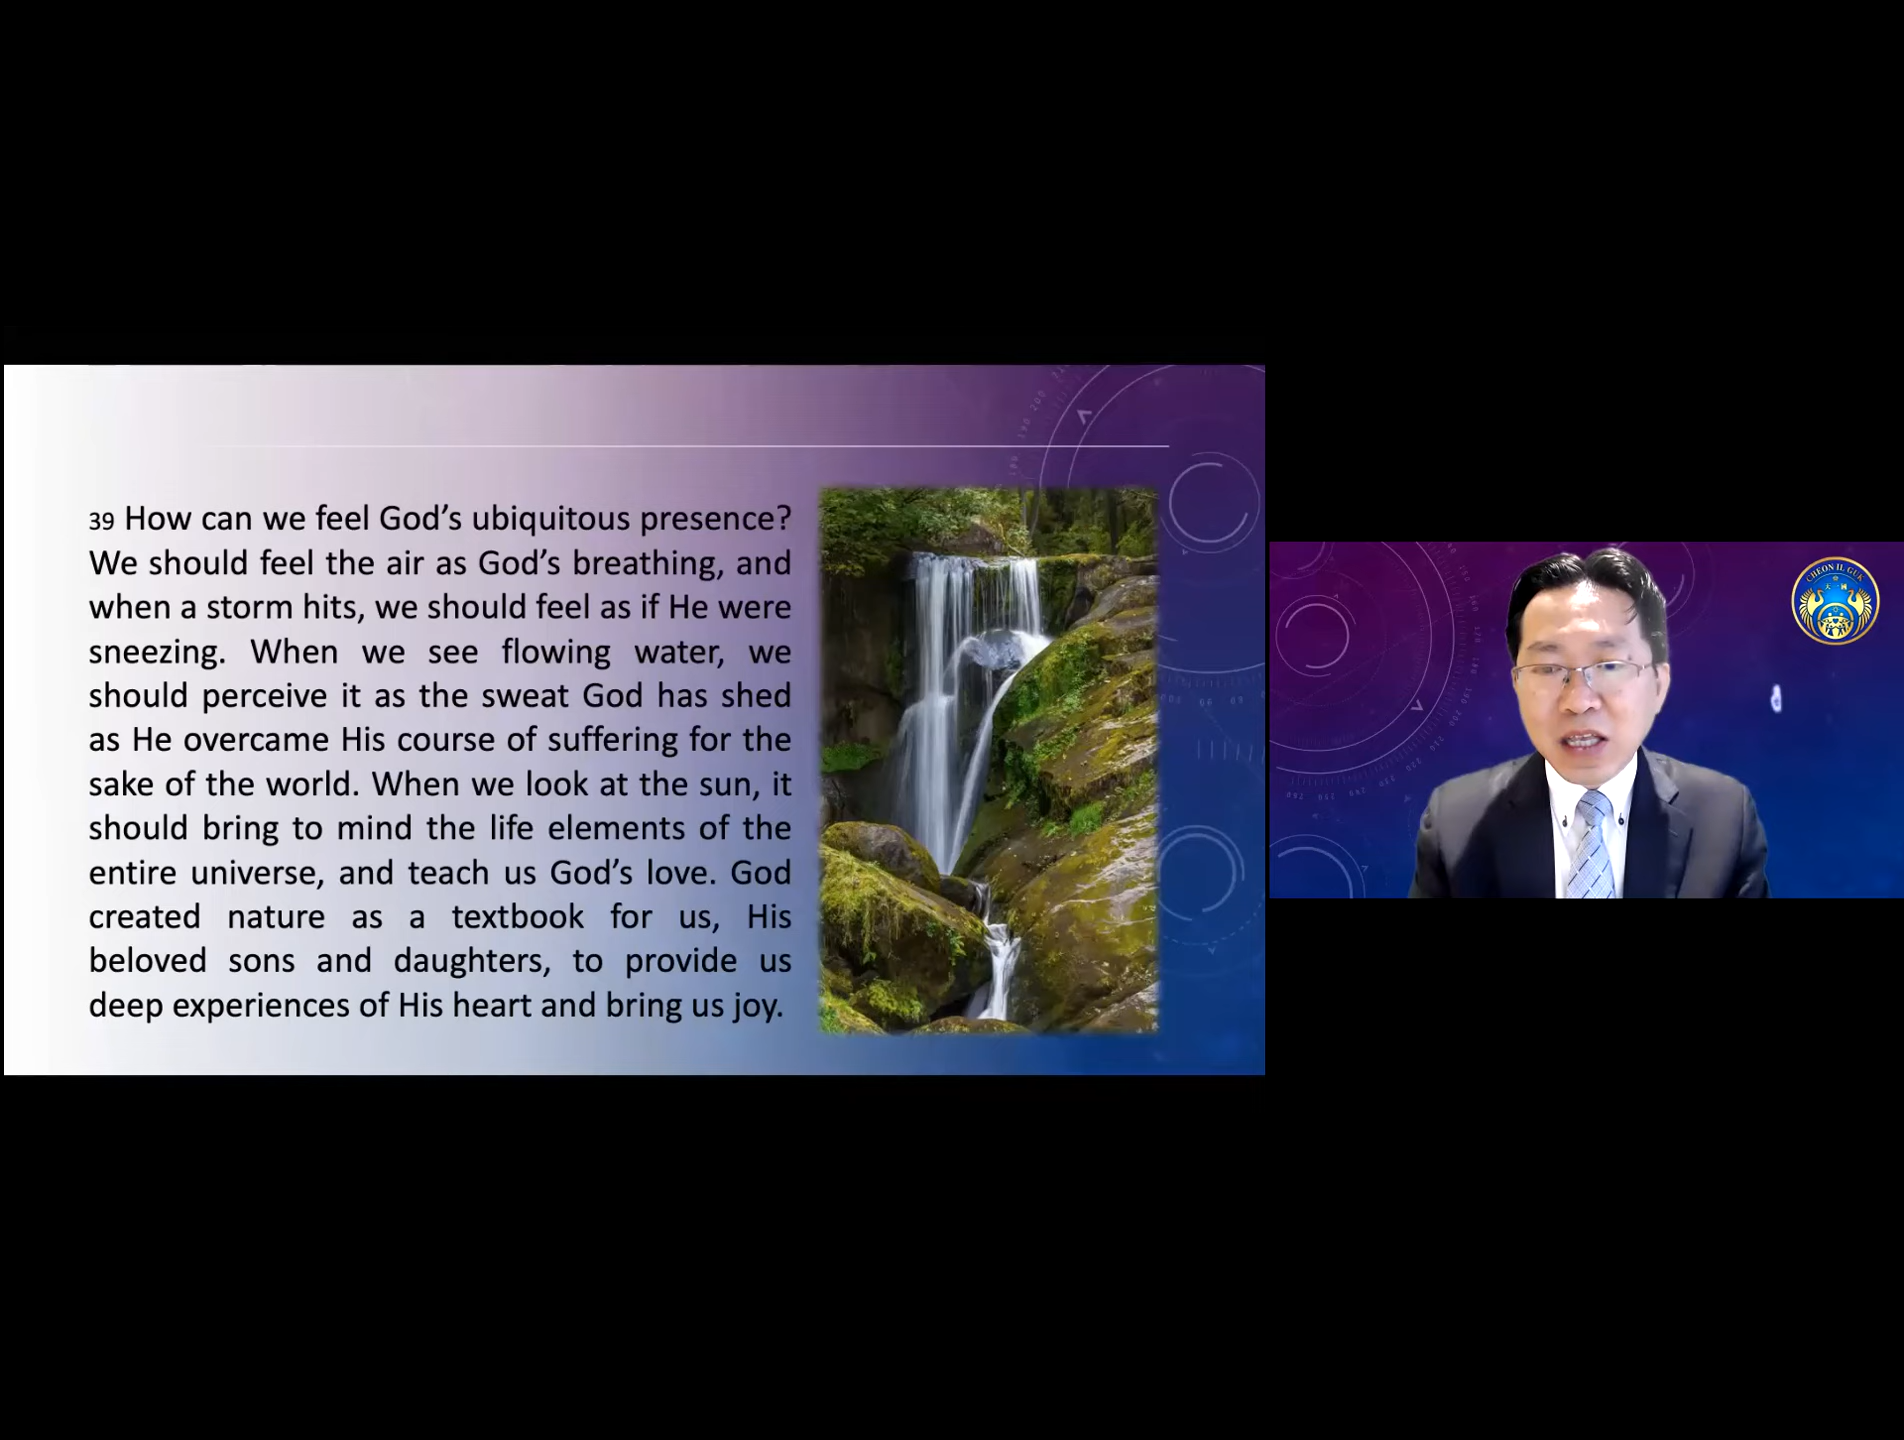 39 How can we feel God’s ubiquitous presence?
We should feel the air as God’s breathing, and
when a storm hits, we should feel as if He were
sneezing. When we see flowing water, we
should perceive it as the sweat God has shed
as He overcame His course of suffering for the
sake of the world. When we look at the sun, it
should bring to mind the life elements of the
entire universe, and teach us God’s love. God
created nature as a textbook for us, His
beloved sons and daughters, to provide us
deep experiences of His heart and bring us joy.
CHEON IL GUK